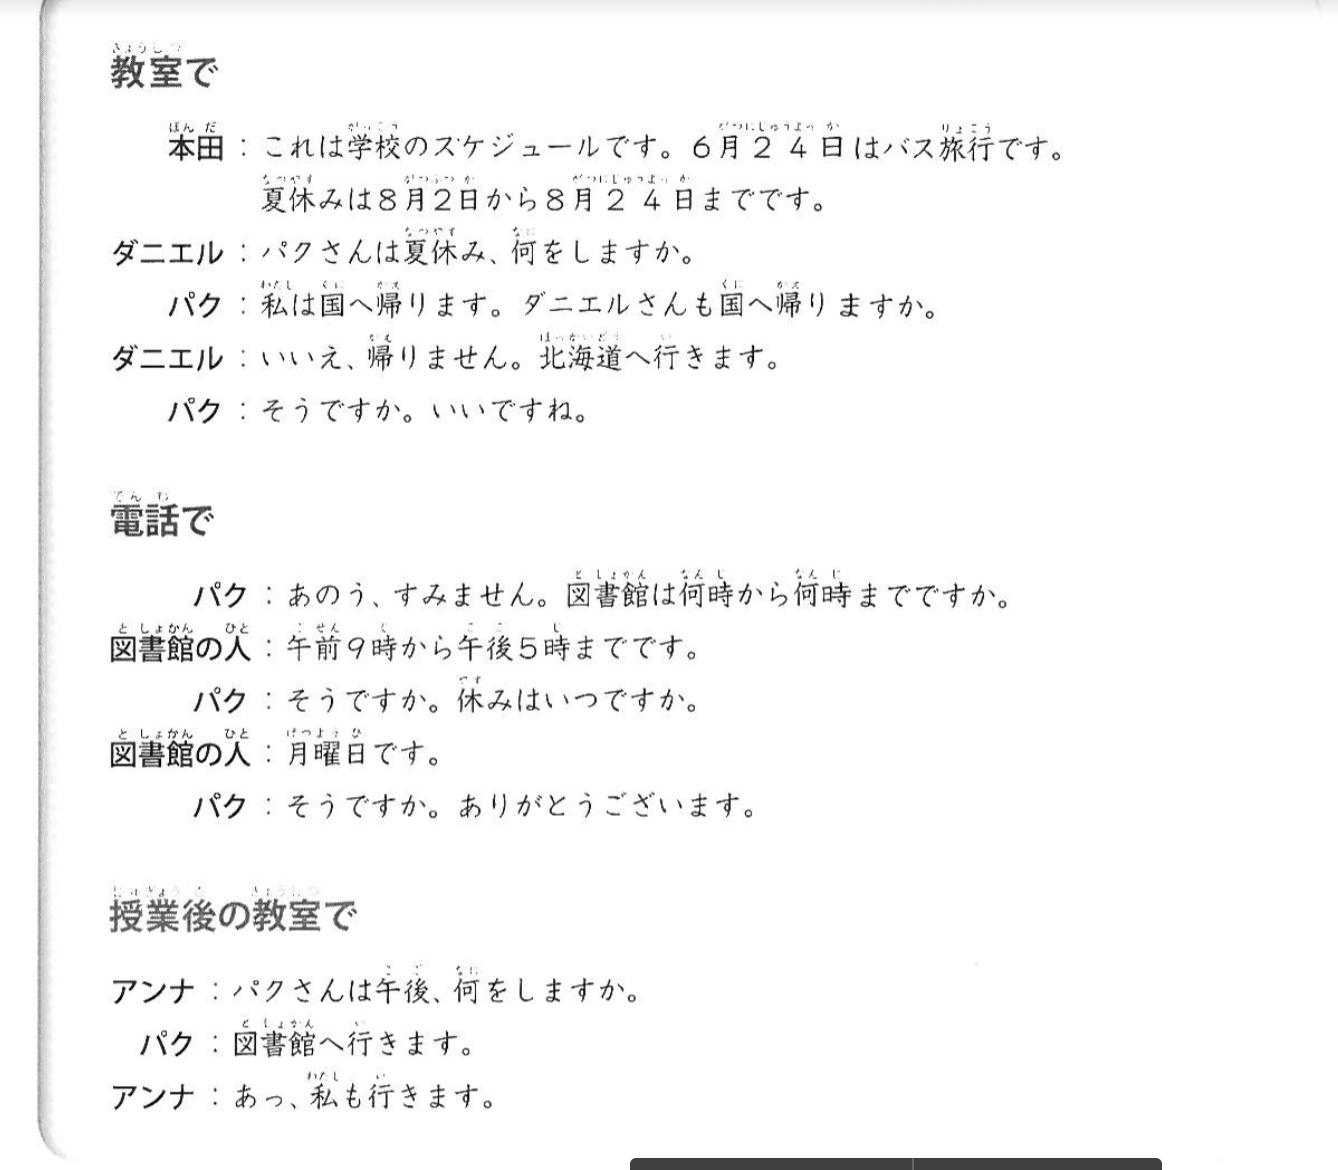 教室で
本田：これは学校のスケジュールです。6月24日はバス旅行です。
夏休みは8月2日から8月24日までです。
ダニエル：パクさんは夏休み、何をしますか。
パク：私は国へ帰ります。ダニエルさんも国へ帰りますか。
ダニエル：いいえ、帰りません。北海道へ行きます。
パク：そうですか。いいですね。
電話で
パク：あのう、すみません。図書館は何時から何時までですか。
図書館の人：午前9時から午後5時までです。
パク：そうですか。休みはいつですか。
図書館の人：月曜日です。
パク：そうですか。ありがとうございます。
授業後の教室で
アンナ：パクさんは午後、何をしますか。
パク：図書館へ行きます。
アンナ：あっ、私も行きます。